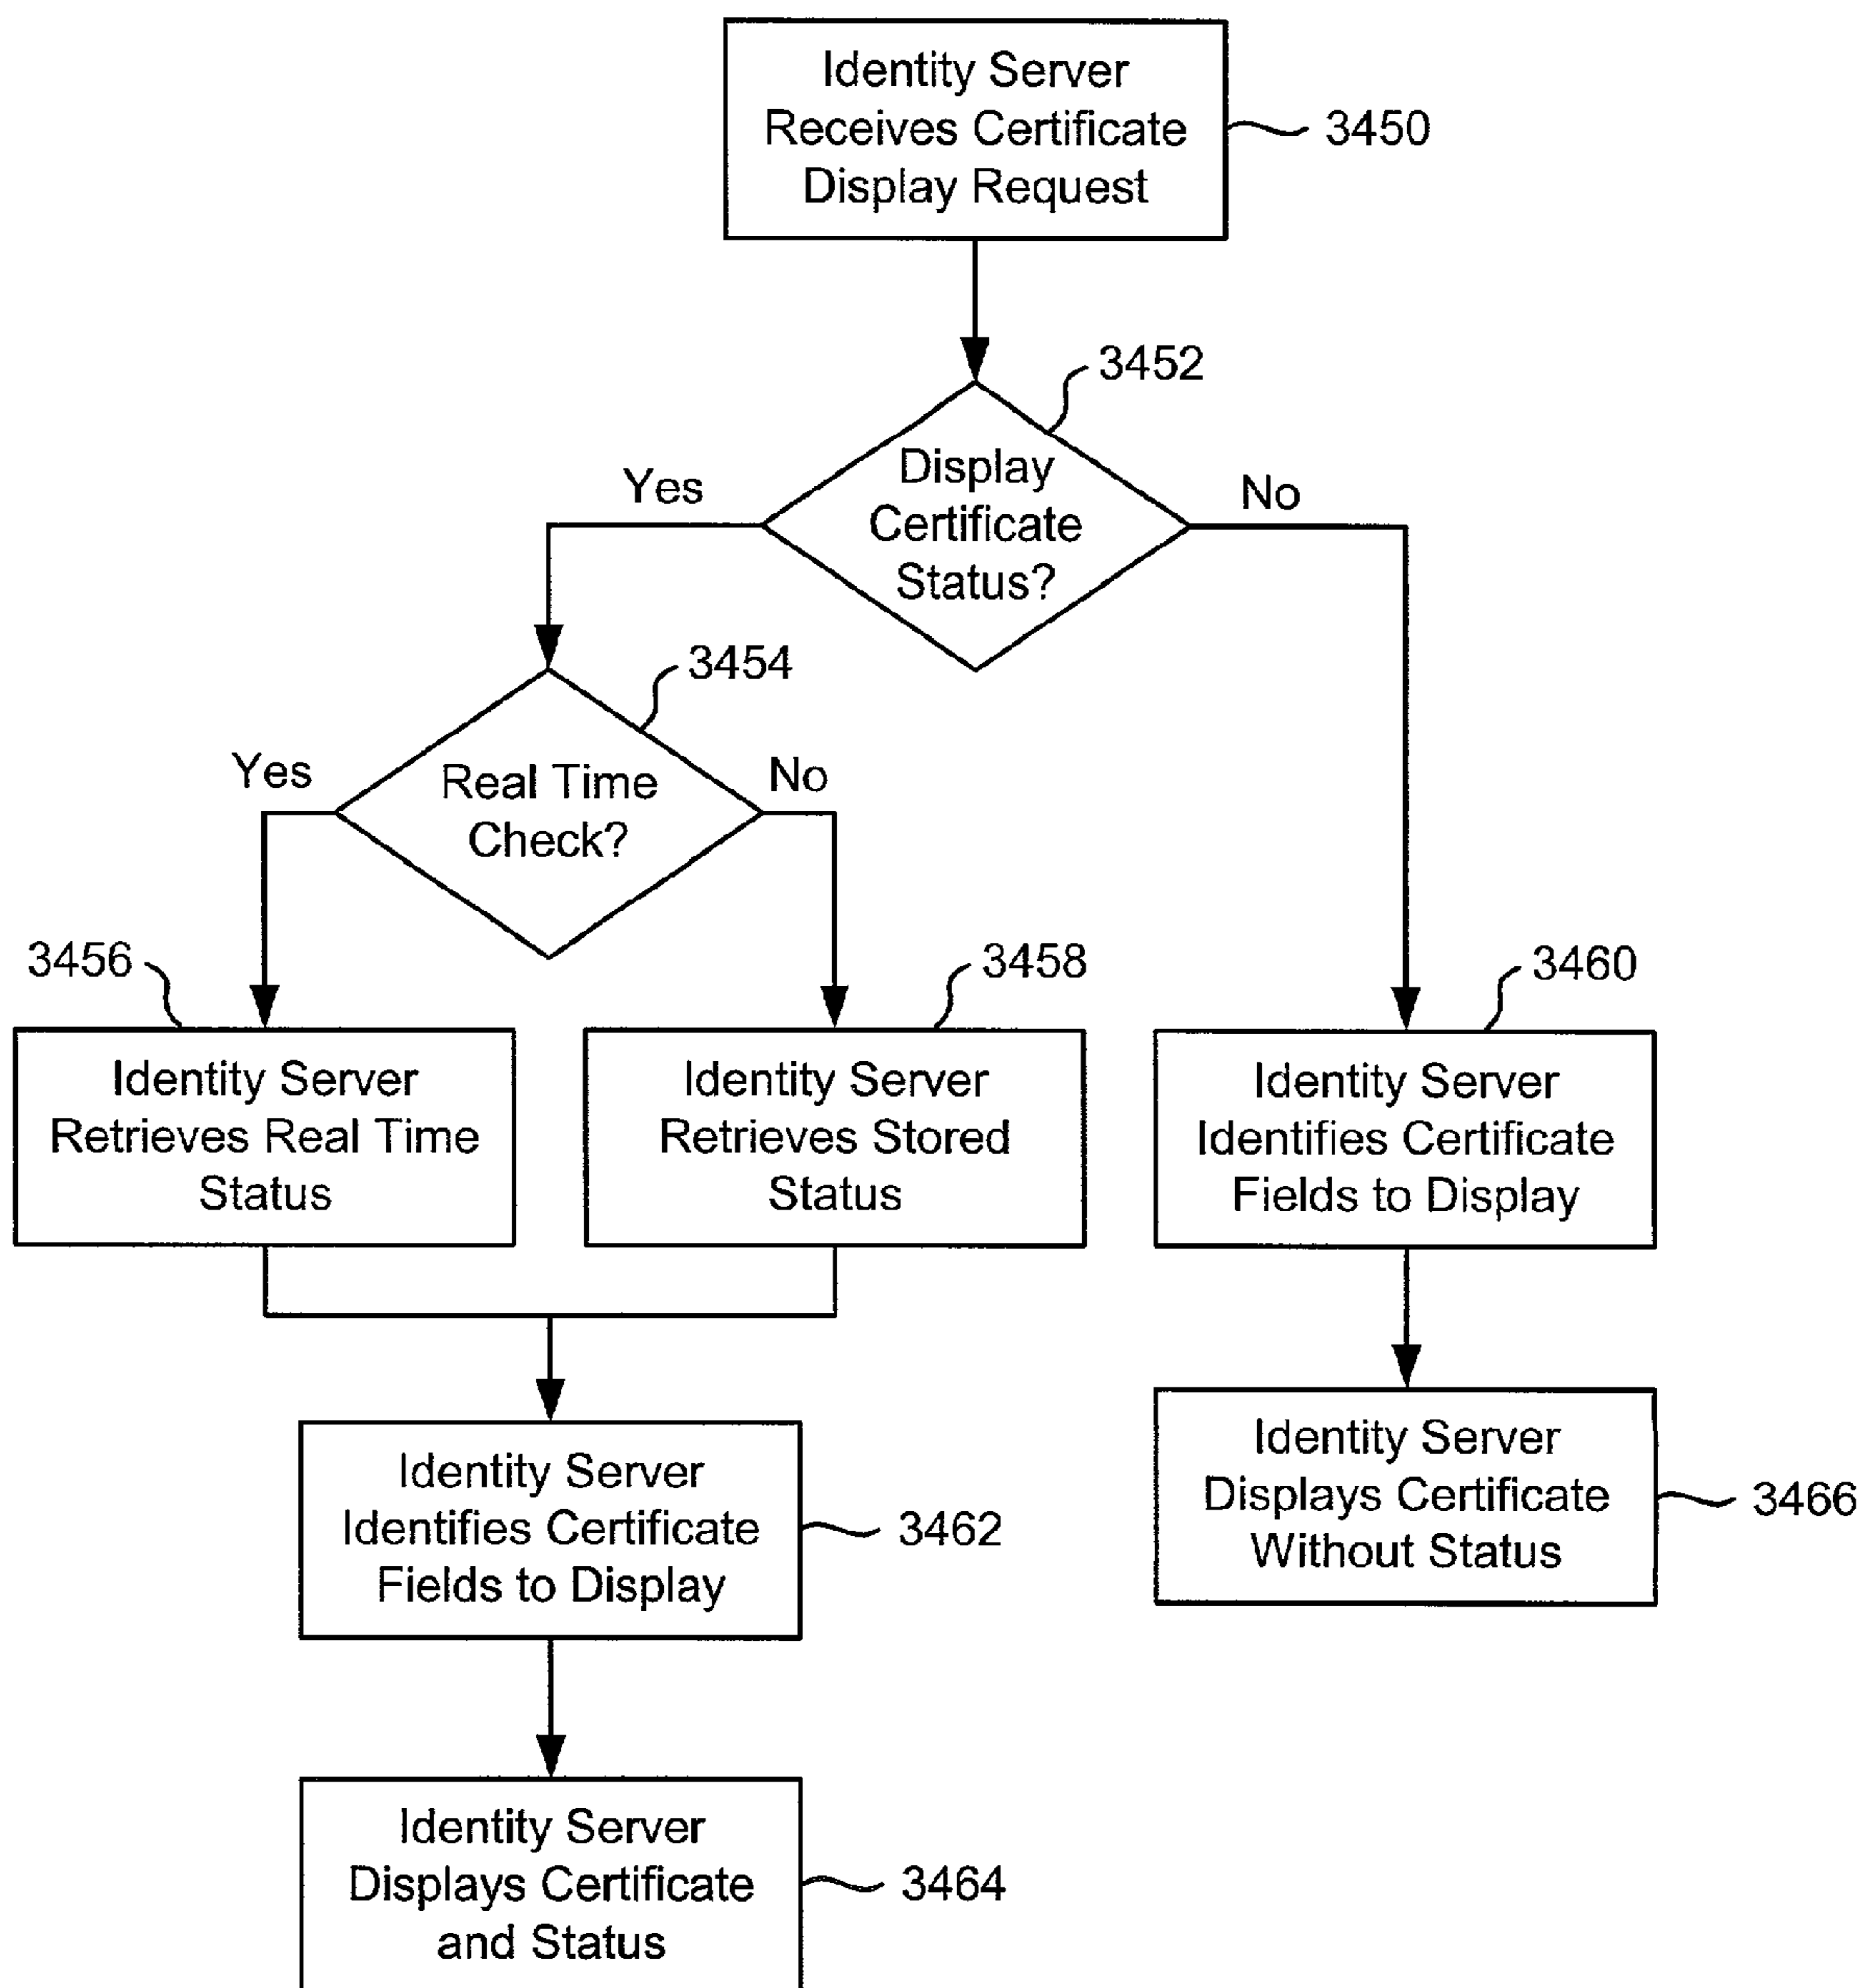 Identity Server
Receives Certificate
Display Request
3450
3452
Display
Certificate
Status?
Yes
No
3454
Real Time
Check?
Yes
No
3456
3458
3460
Identity Server
Retrieves Real Time
Status
Identity Server
Retrieves Stored
Status
Identity Server
Identifies Certificate
Fields to Display
Identity Server
Identifies Certificate
Fields to Display
3462
Identity Server
Displays Certificate
Without Status
3466
Identity Server
Displays Certificate
and Status
3464